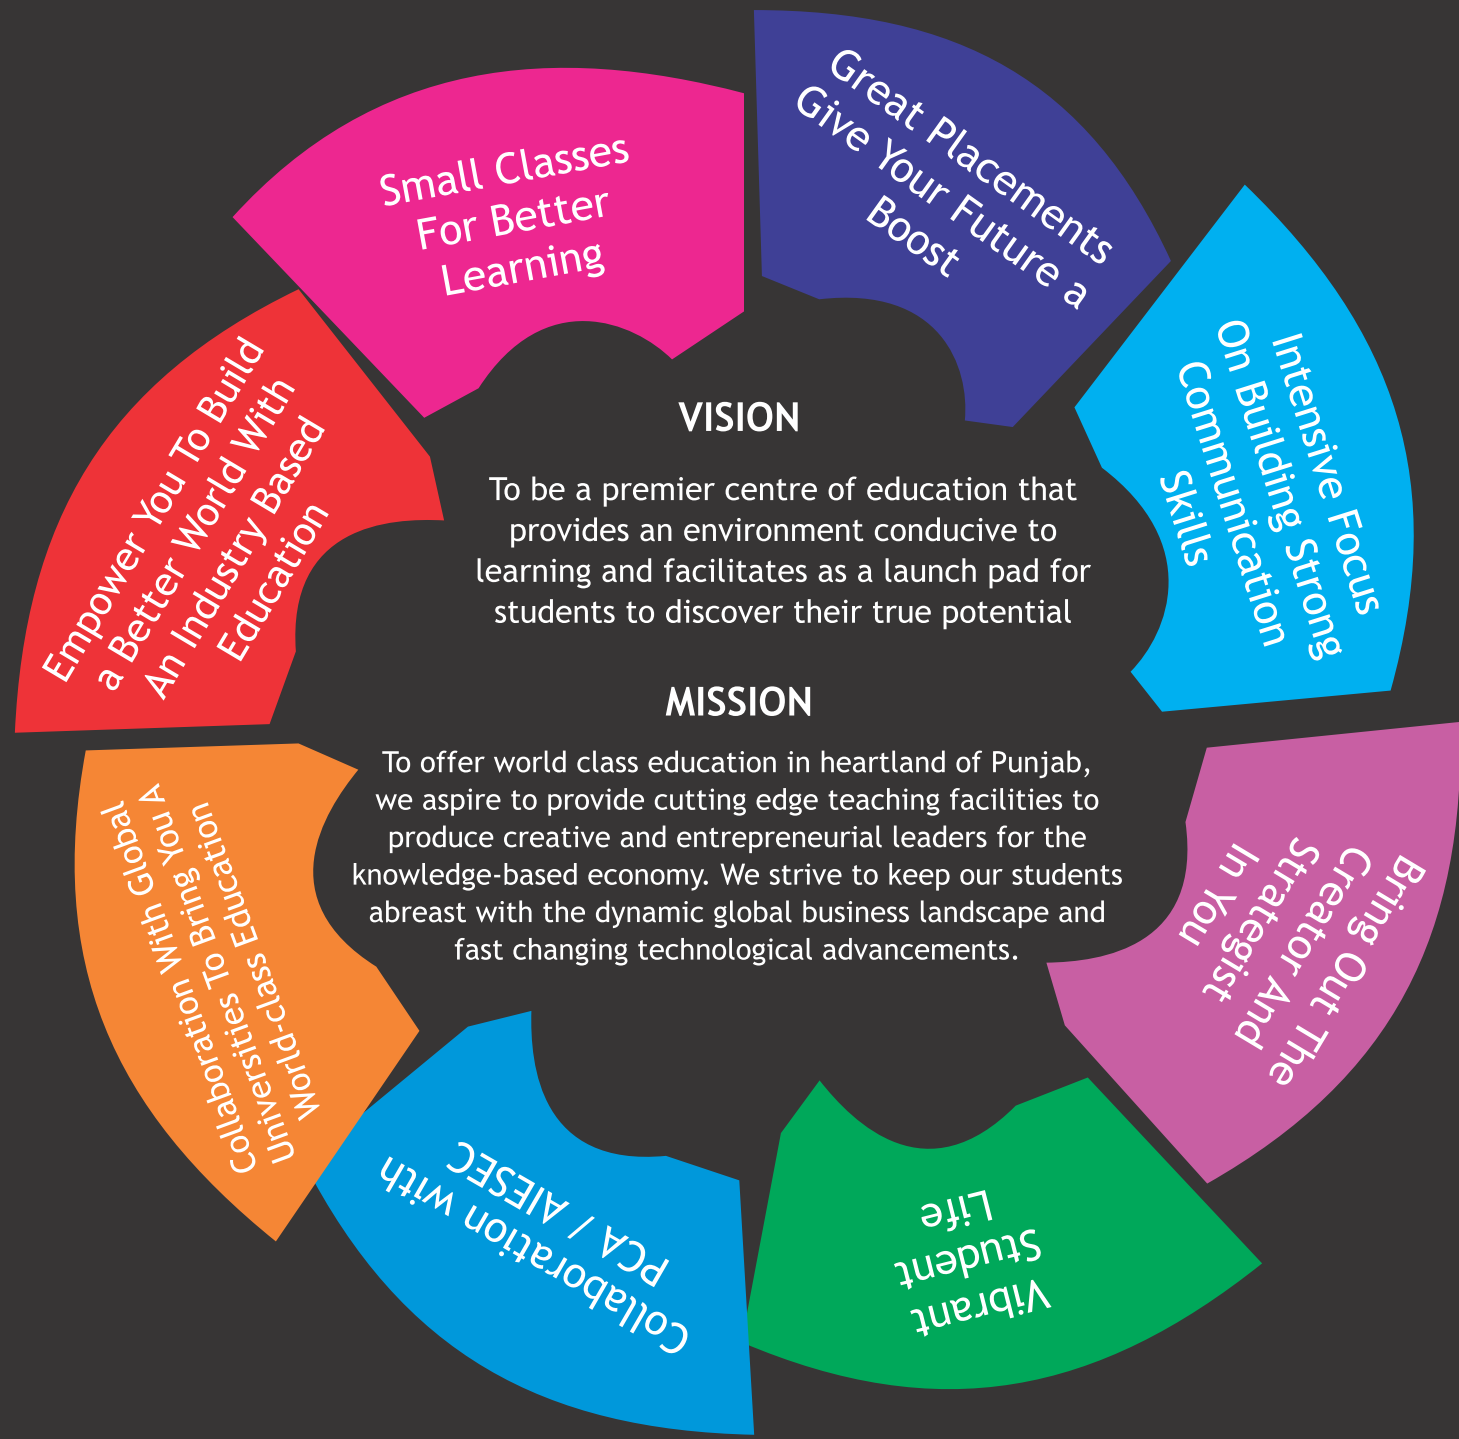 Small Classes
For Better
Learning
Great Placements
Give Your Future a
Boost
Intensive Focus
On Building Strong
Communication
Skills
Bring Out The
Creator And
Strategist
In You
Vibrant
Student
Life
Collaboration with
PCA / AIESEC
Collaboration With Global
Universities To Bring You A
World-class Education
Empower You To Build
a Better World With
An Industry Based
Education
VISION
To be a premier centre of education that
provides an environment conducive to
learning and facilitates as a launch pad for
students to discover their true potential
MISSION
To offer world class education in heartland of Punjab,
we aspire to provide cutting edge teaching facilities to
produce creative and entrepreneurial leaders for the
knowledge-based economy. We strive to keep our students
abreast with the dynamic global business landscape and
fast changing technological advancements.